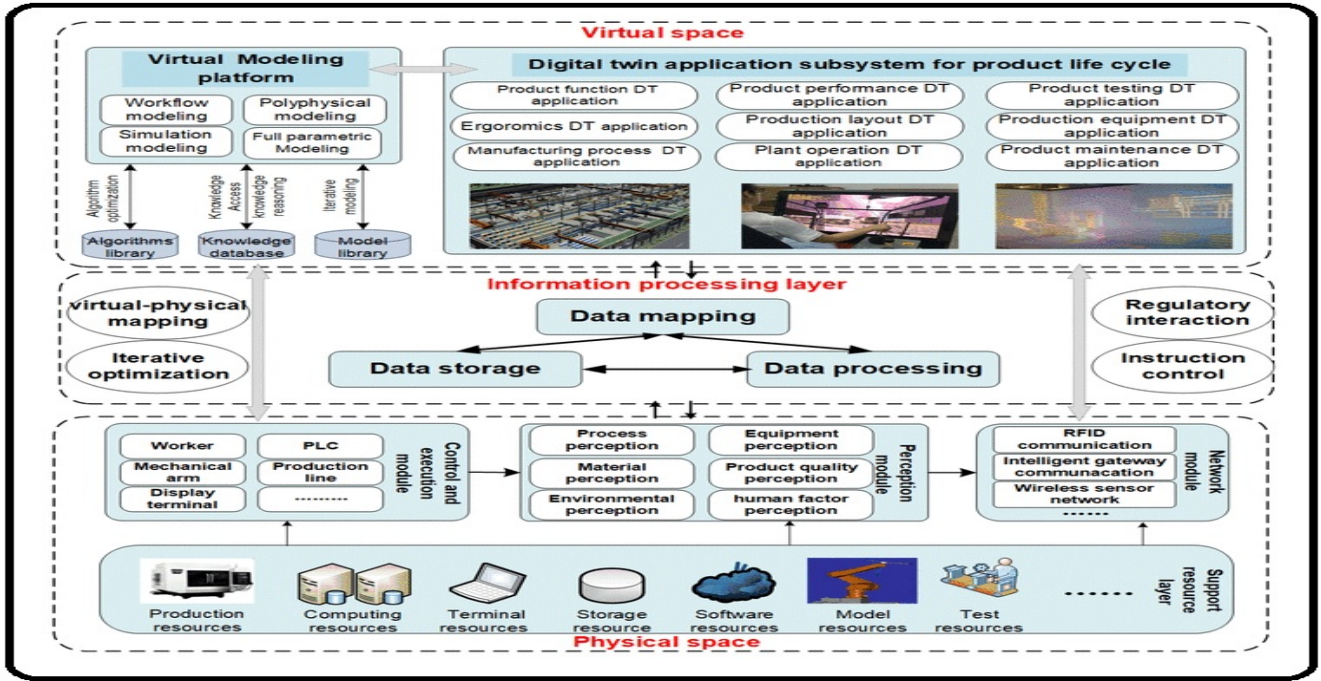 Virtual space
Virtual Modeling
platform
Workflow
modeling
Polyphysical
modeling
Simulation
modeling
Full parametric
Modeling
Algorithm
optimization
Knowledge
Access
knowledge
reasoning
Iterative
modeling
Algorithms
library
Knowledge
database
Model
library
Digital twin application subsystem for product life cycle
Product function DT
application
Product performance DT
application
Product testing DT
application
Ergoromics DT application
Production layout DT
application
Production equipment DT
application
Manufacturing process DT
application
Plant operation DT
application
Product maintenance DT
application
Information processing layer
virtual-physical
mapping
Iterative
optimization
Data mapping
Data storage
Data processing
Regulatory
interaction
Instruction
control
Worker
PLC
Mechanical
arm
Production
line
Display
terminal
---------
Control and
execution
module
Process
perception
Equipment
perception
Material
perception
Product quality
perception
Environmental
perception
human factor
perception
Perception
module
RFID
communication
Intelligent gateway
communacation
Wireless sensor
network
······
Network
module
Production
resources
Computing
resources
Terminal
resources
Storage
resource
Software
resources
Model
resources
Test
resources
······
Support
resource
layer
Physical space